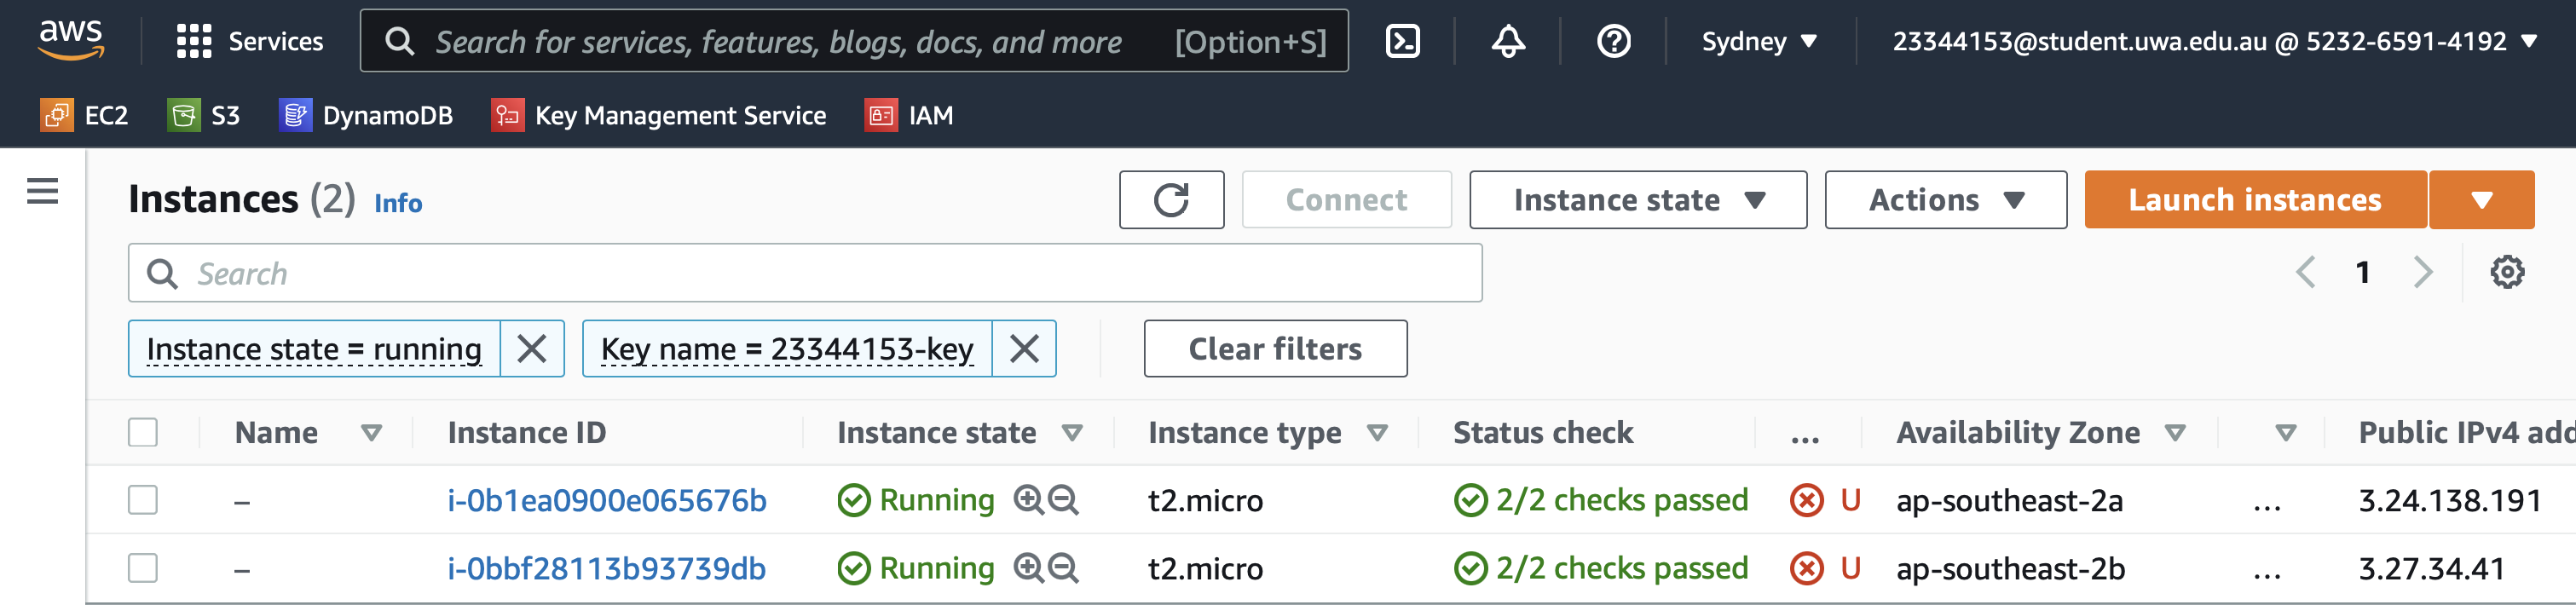 aws Services Search for services, features, blogs, docs, and more [Option+S] Sydney 23344153@student.uwa.edu.au @ 5232-6591-4192
EC2 S3 DynamoDB Key Management Service IAM
Instances (2) Info Connect Instance state Actions Launch instances
Search 1
Instance state = running Key name = 23344153-key Clear filters
Name Instance ID Instance state Instance type Status check ... Availability Zone Public IPv4 add
– i-0b1ea0900e065676b Running t2.micro 2/2 checks passed U ap-southeast-2a ... 3.24.138.191
– i-0bbf28113b93739db Running t2.micro 2/2 checks passed U ap-southeast-2b ... 3.27.34.41